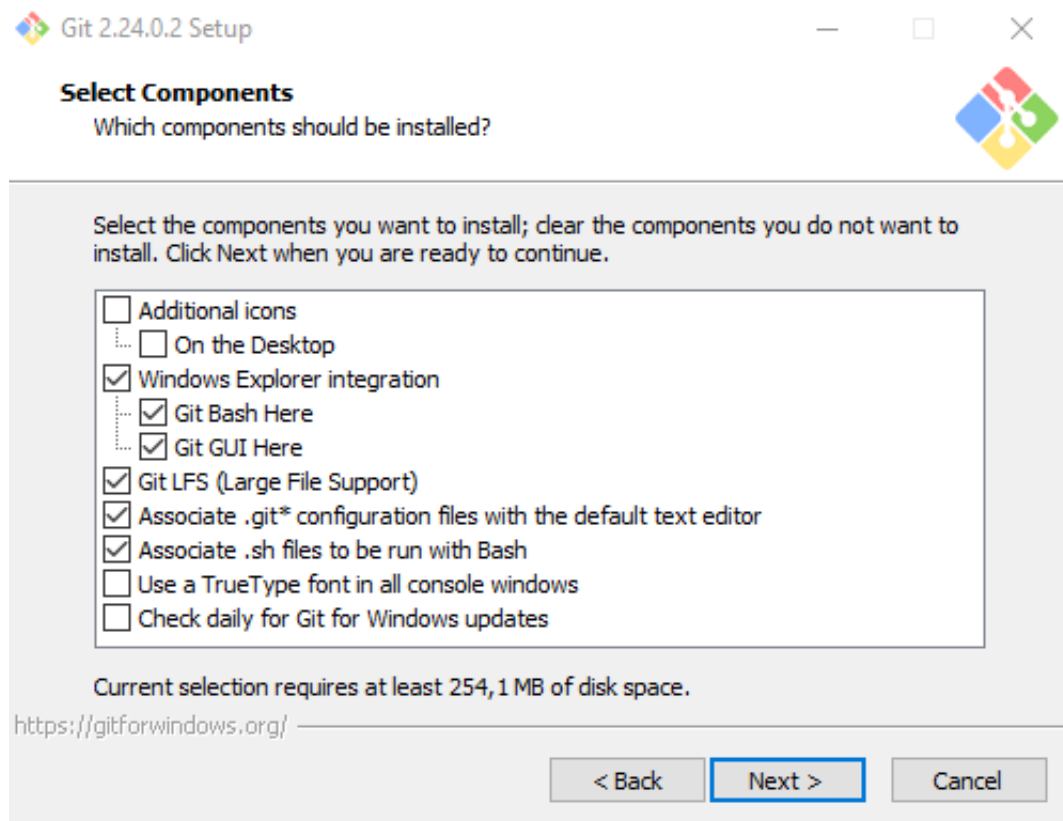 Git 2.24.0.2 Setup
Select Components
Which components should be installed?
Select the components you want to install; clear the components you do not want to
install. Click Next when you are ready to continue.
Additional icons
On the Desktop
Windows Explorer integration
Git Bash Here
Git GUI Here
Git LFS (Large File Support)
Associate .git* configuration files with the default text editor
Associate .sh files to be run with Bash
Use a TrueType font in all console windows
Check daily for Git for Windows updates
Current selection requires at least 254,1 MB of disk space.
https://gitforwindows.org/
< Back
Next >
Cancel